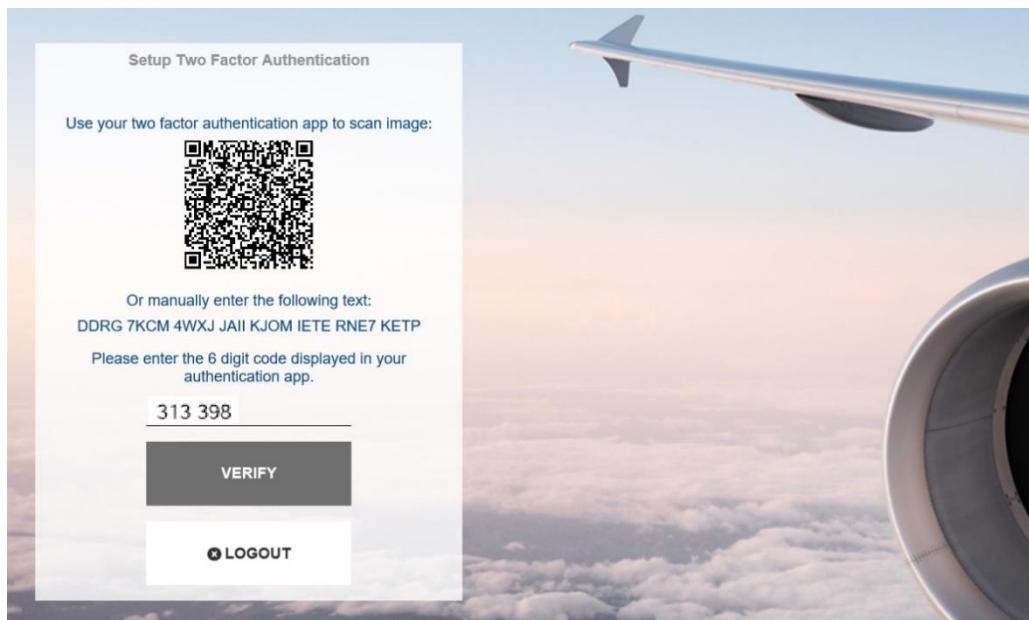 Setup Two Factor Authentication
Use your two factor authentication app to scan image:
Or manually enter the following text:
DDRG 7KCM 4WXJ JAII KJOM IETE RNE7 KETP
Please enter the 6 digit code displayed in your
authentication app.
313 398
VERIFY
LOGOUT